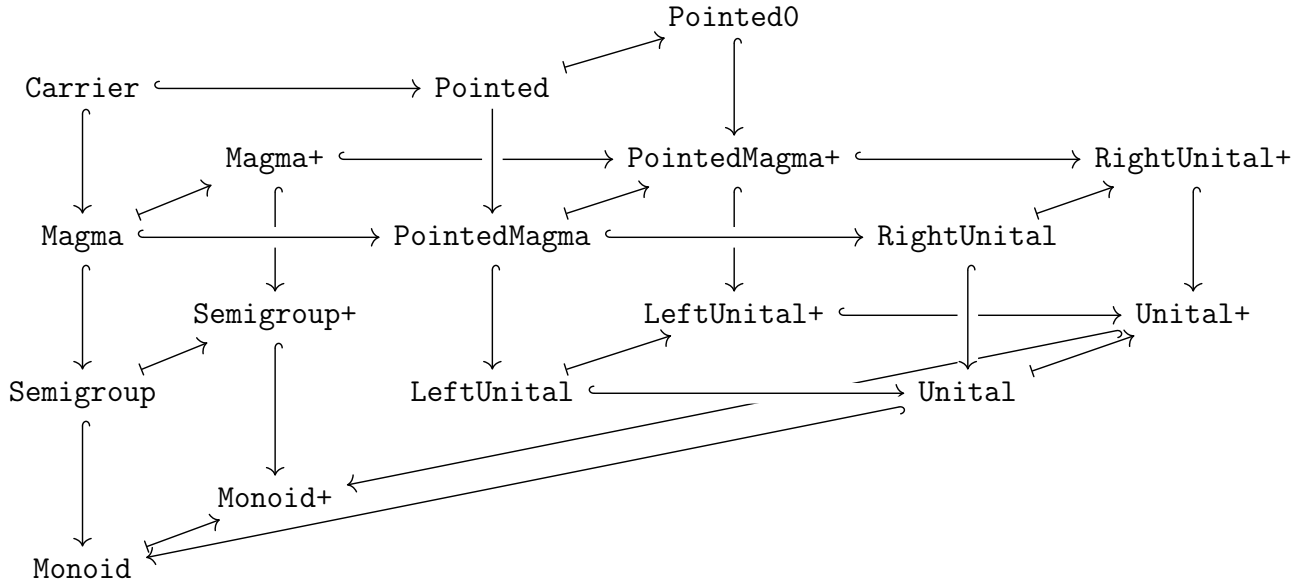 Pointed0
Carrier Pointed
Magma+ PointedMagma+ RightUnital+
Magma PointedMagma RightUnital
Semigroup+ LeftUnital+ Unital+
Semigroup LeftUnital Unital
Monoid+
Monoid